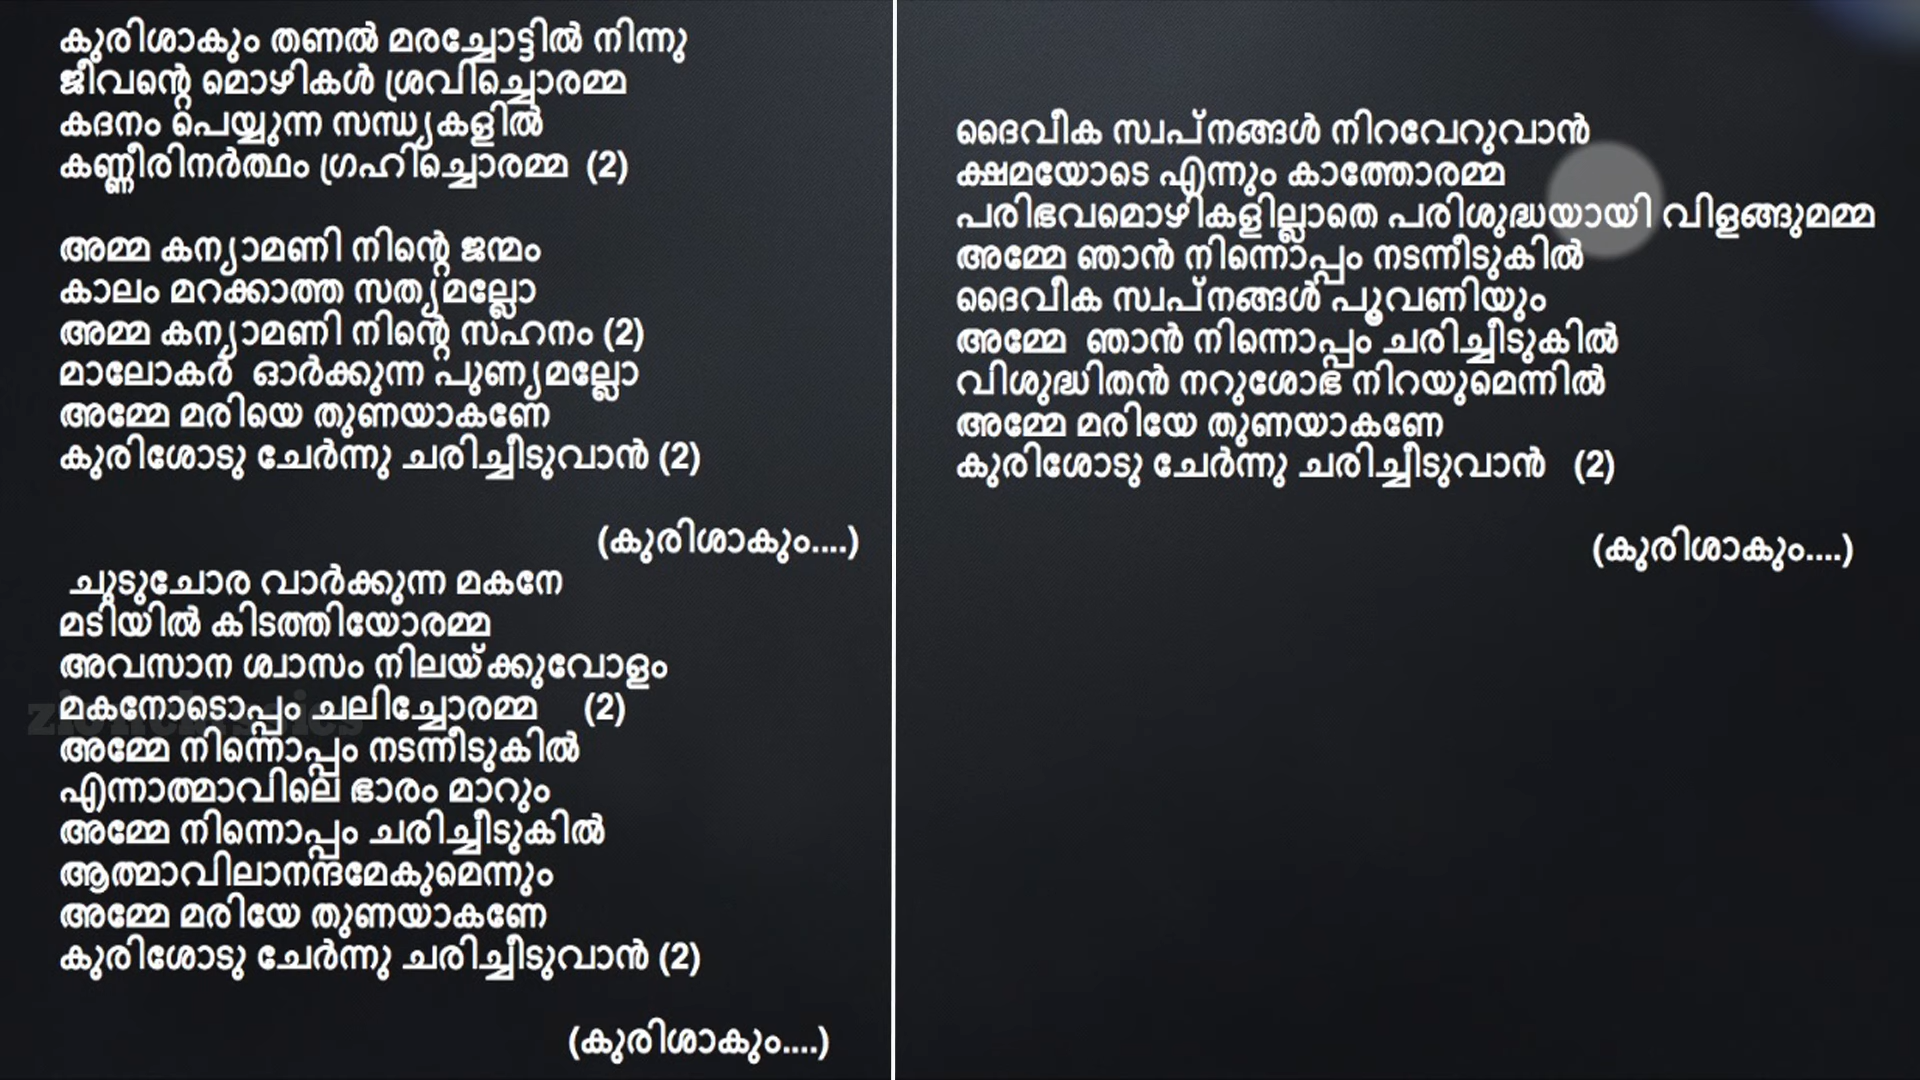 കുരിശാകും തണൽ മരച്ചോട്ടിൽ നിന്നു
ജീവന്റെ മൊഴികൾ ശ്രവിച്ചൊരമ്മ
കദനം പെയ്യുന്ന സന്ധ്യകളിൽ
കണ്ണീരിനർത്ഥം ഗ്രഹിച്ചൊരമ്മ (2)

അമ്മ കന്യാമണി നിന്റെ ജന്മം
കാലം മറക്കാത്ത സത്യമല്ലോ
അമ്മ കന്യാമണി നിന്റെ സഹനം (2)
മാലോകർ ഓർക്കുന്ന പുണ്യമല്ലോ
അമ്മേ മരിയെ തുണയാകണേ
കുരിശോടു ചേർന്നു ചരിച്ചീടുവാൻ (2)

(കുരിശാകും....)
ചുടുചോര വാർക്കുന്ന മകനേ
മടിയിൽ കിടത്തിയോരമ്മ
അവസാന ശ്വാസം നിലയ്ക്കുവോളം
മകനോടൊപ്പം ചലിച്ചോരമ്മ (2)
അമ്മേ നിന്നൊപ്പം നടന്നീടുകിൽ
എന്നാത്മാവിലെ ഭാരം മാറും
അമ്മേ നിന്നൊപ്പം ചരിച്ചീടുകിൽ
ആത്മാവിലാനന്ദമേകുമെന്നും
അമ്മേ മരിയേ തുണയാകണേ
കുരിശോടു ചേർന്നു ചരിച്ചീടുവാൻ (2)

(കുരിശാകും....)

ദൈവീക സ്വപ്നങ്ങൾ നിറവേറുവാൻ
ക്ഷമയോടെ എന്നും കാത്തോരമ്മ
പരിഭവമൊഴികളില്ലാതെ പരിശുദ്ധയായി വിളങ്ങുമമ്മ
അമ്മേ ഞാൻ നിന്നൊപ്പം നടന്നീടുകിൽ
ദൈവീക സ്വപ്നങ്ങൾ പൂവണിയും
അമ്മേ ഞാൻ നിന്നൊപ്പം ചരിച്ചീടുകിൽ
വിശുദ്ധിതൻ നറുശോഭ നിറയുമെന്നിൽ
അമ്മേ മരിയേ തുണയാകണേ
കുരിശോടു ചേർന്നു ചരിച്ചീടുവാൻ (2)

(കുരിശാകും....)